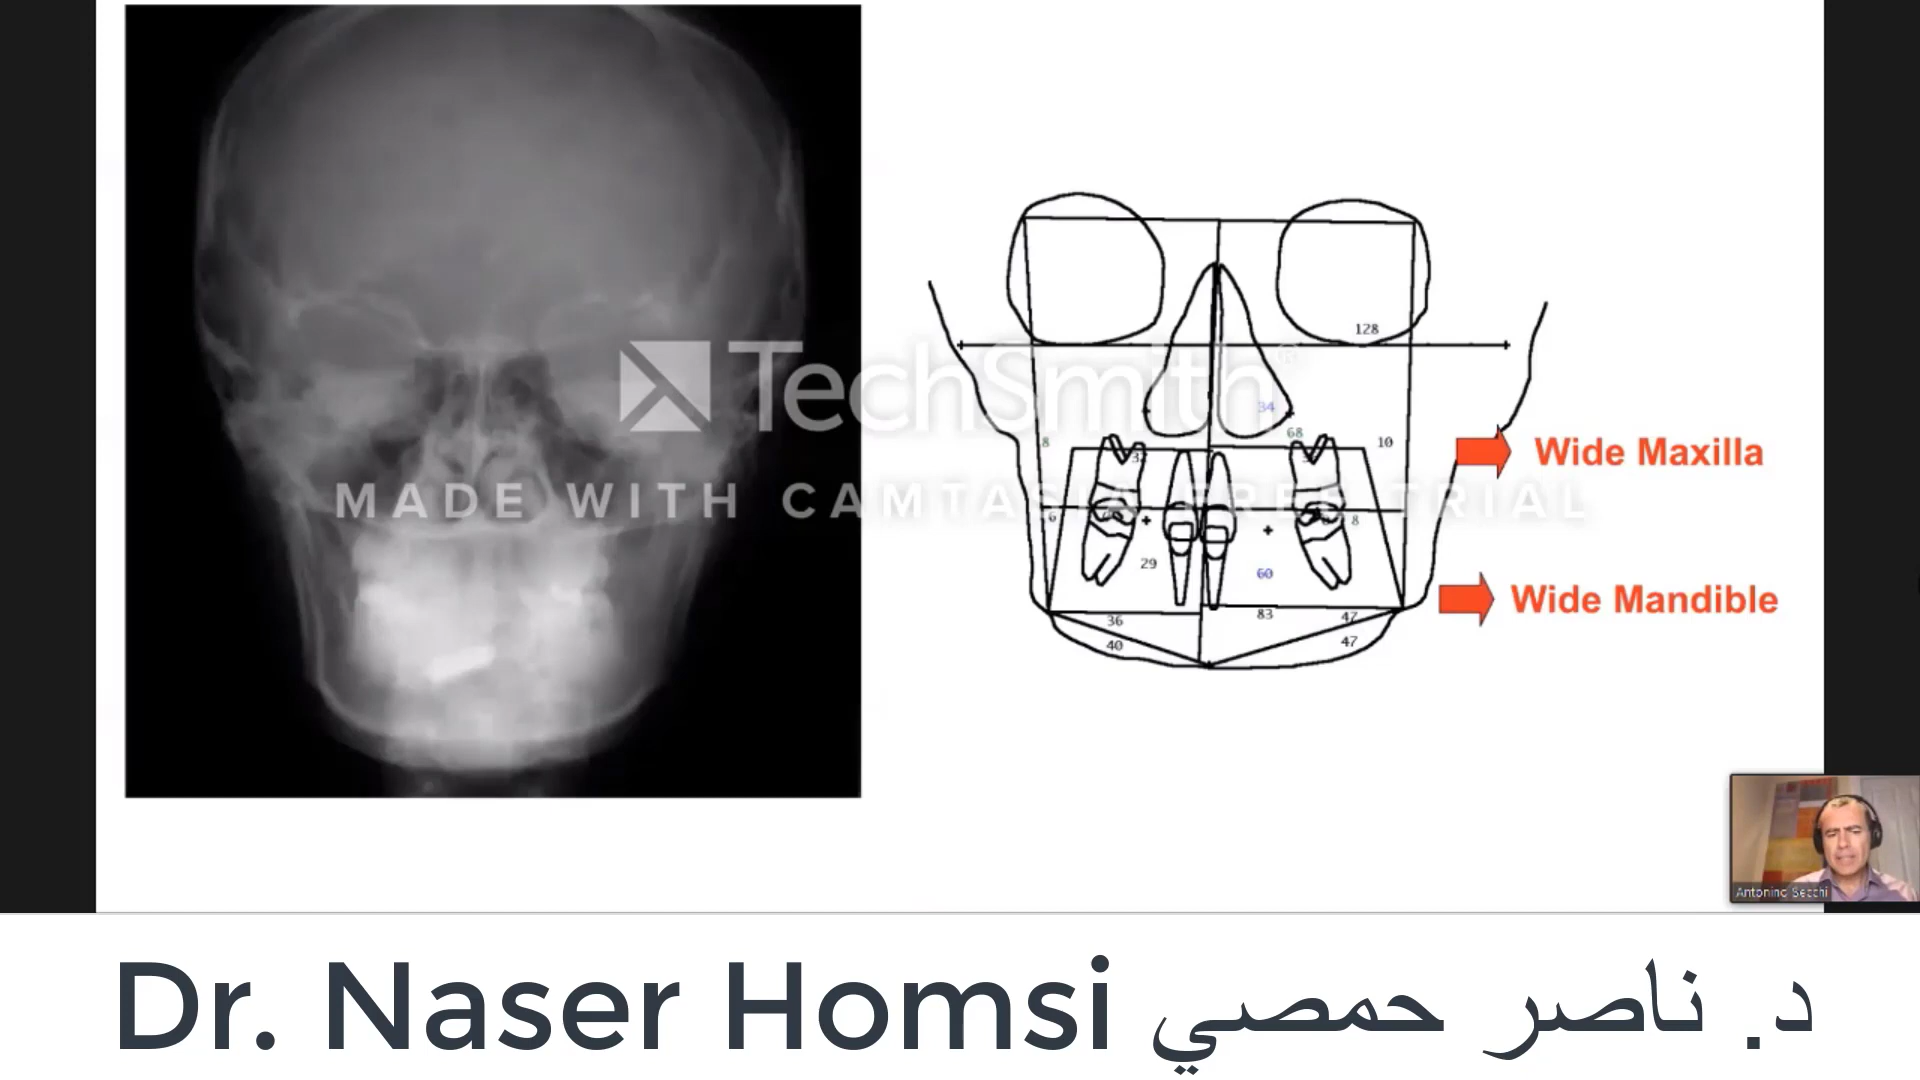 128
34
68
8
10
32
Wide Maxilla
TechSmith®
MADE WITH CAMTASIA FREE TRIAL
6
8
29
60
Wide Mandible
36
83
47
40
47
Antonino Secchi
Dr. Naser Homsi د. ناصر حمصي